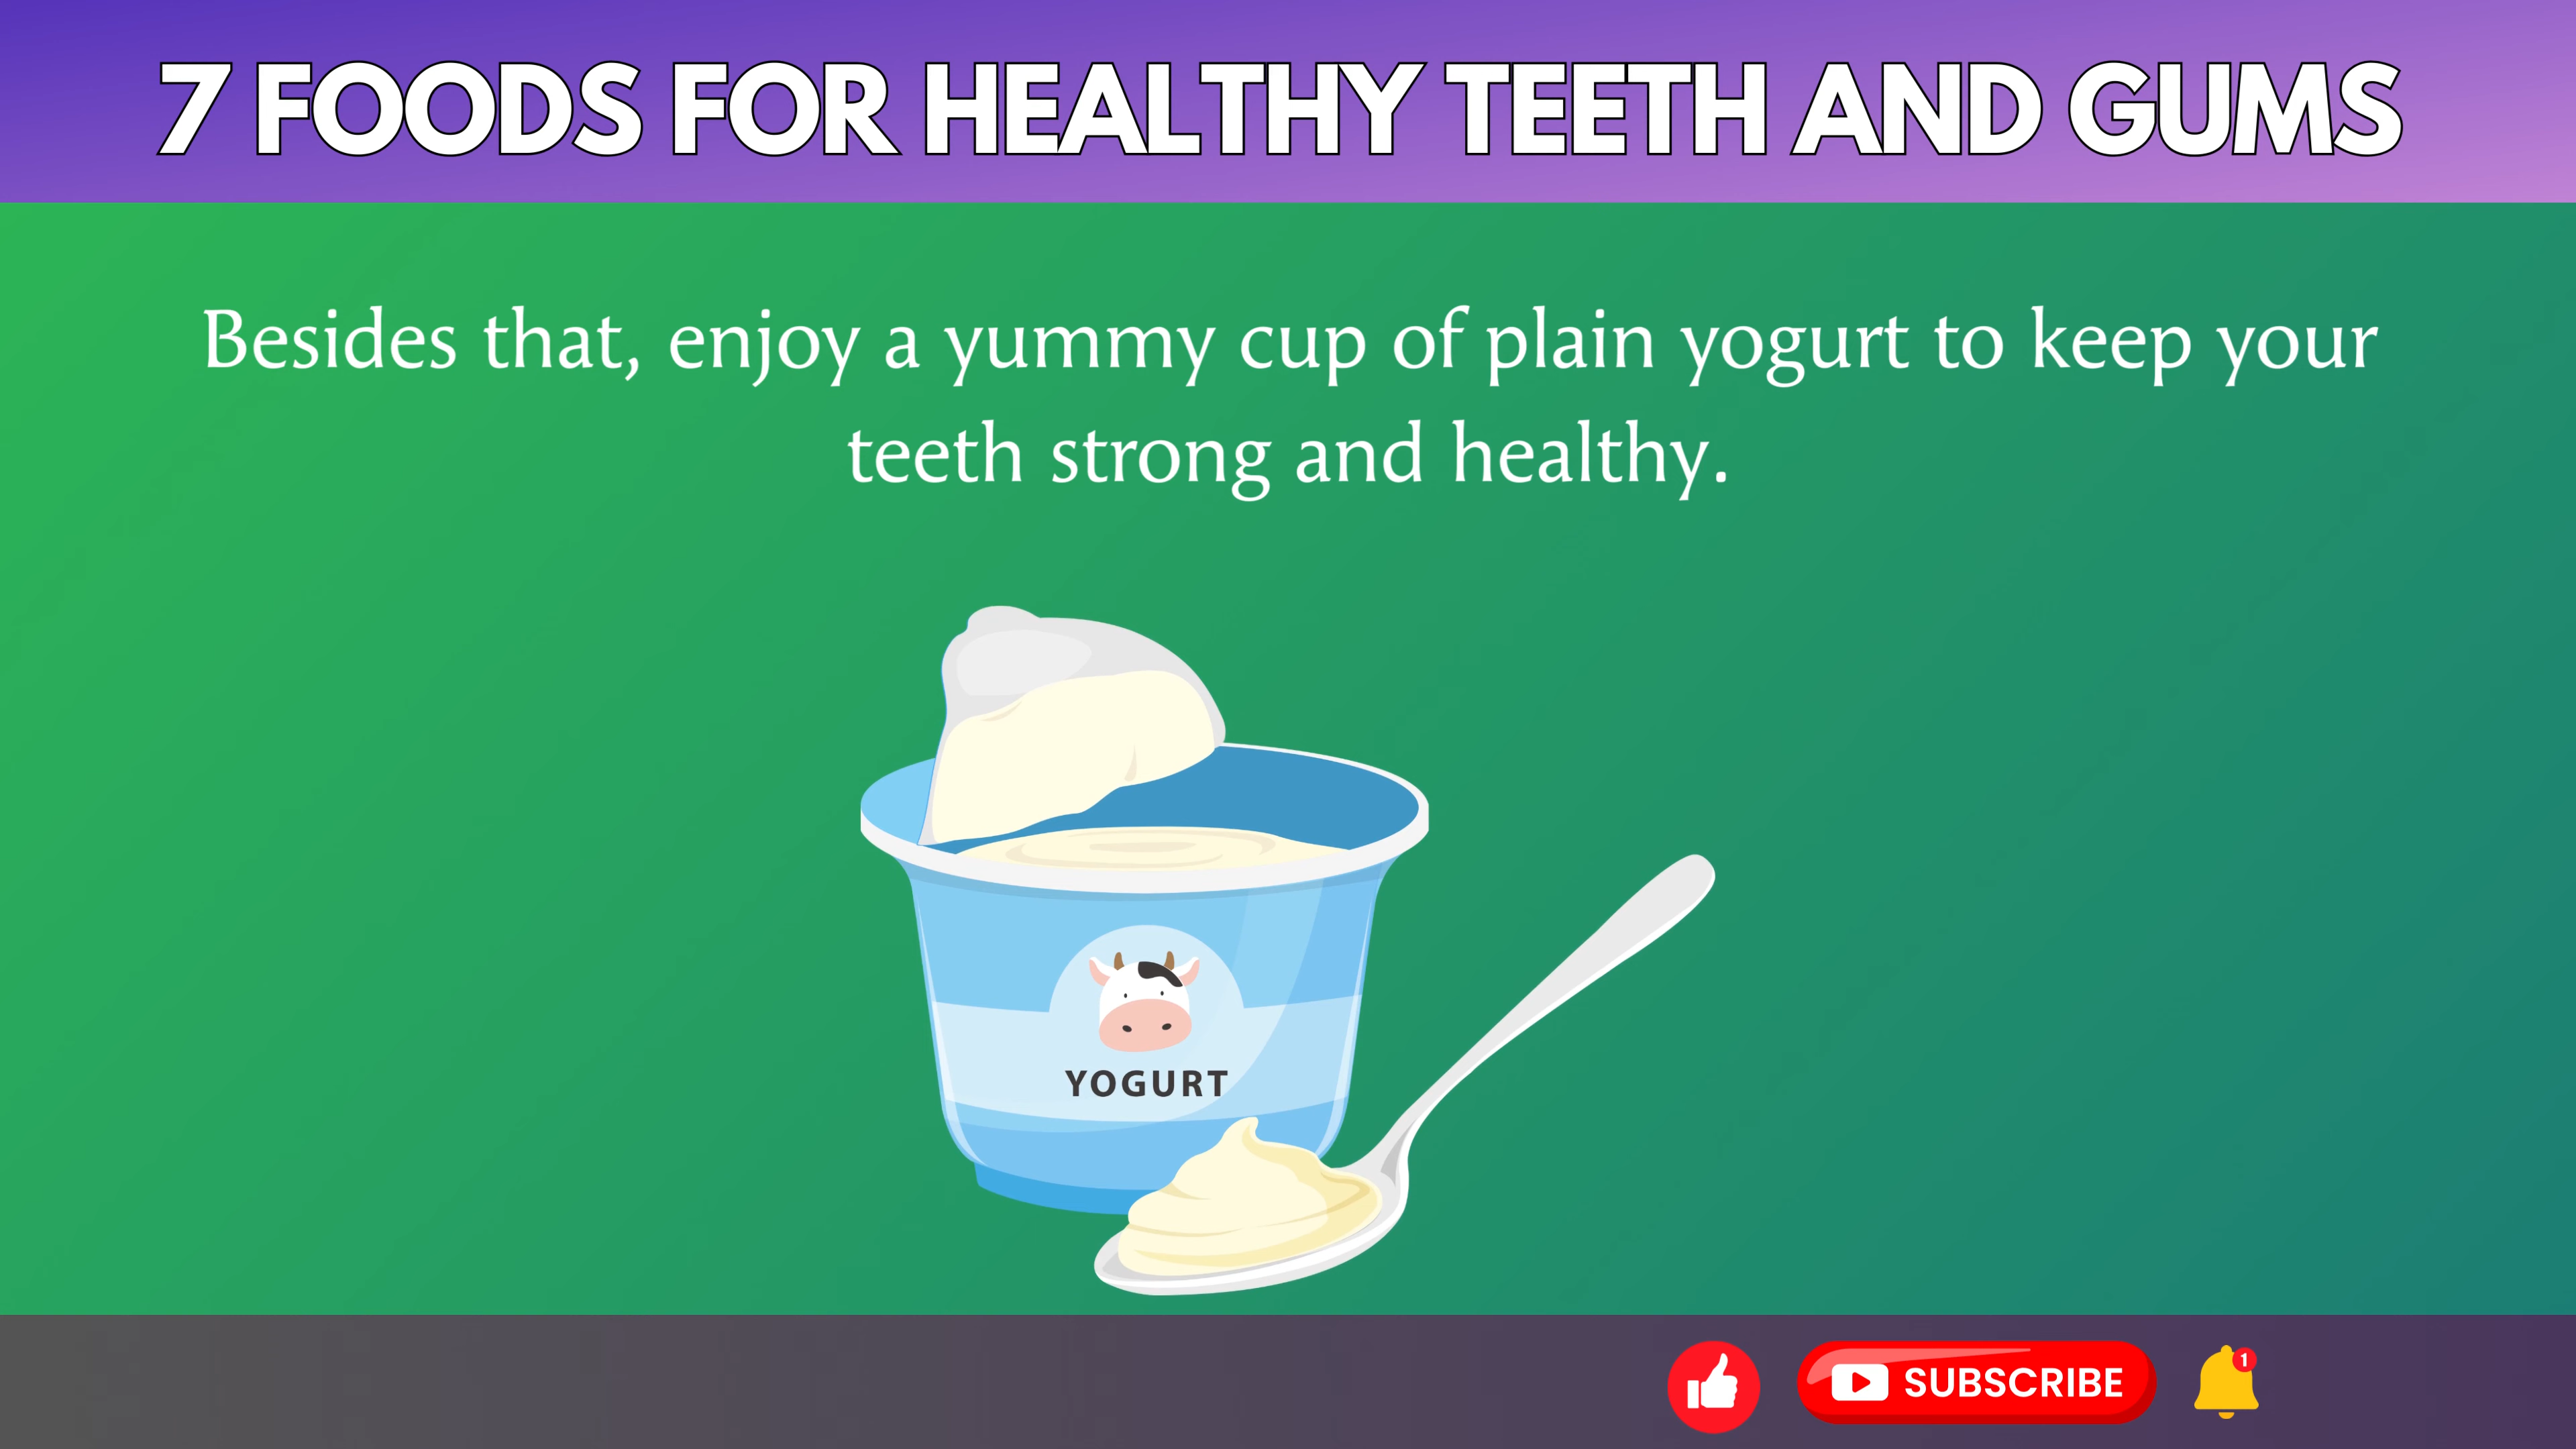 7 FOODS FOR HEALTHY TEETH AND GUMS
Besides that, enjoy a yummy cup of plain yogurt to keep your
teeth strong and healthy.
YOGURT
SUBSCRIBE
1